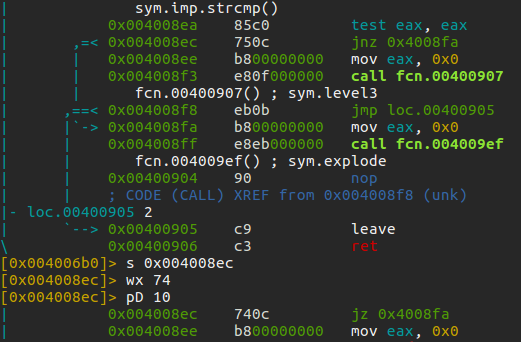 |             sym.imp.strcmp()
|          0x004008ea    85c0         test eax, eax
|      ,=< 0x004008ec    750c         jnz 0x4008fa
|      |   0x004008ee    b800000000   mov eax, 0x0
|      |   0x004008f3    e80f000000   call fcn.00400907
|      |      fcn.00400907() ; sym.level3
|     ,==< 0x004008f8    eb0b         jmp loc.00400905
|     |`-> 0x004008fa    b800000000   mov eax, 0x0
|     |    0x004008ff    e8eb000000   call fcn.004009ef
|     |       fcn.004009ef() ; sym.explode
|     |    0x00400904    90           nop
|     |    ; CODE (CALL) XREF from 0x004008f8 (unk)
|- loc.00400905 2
|     `--> 0x00400905    c9           leave
\          0x00400906    c3           ret
[0x004006b0]> s 0x004008ec
[0x004008ec]> wx 74
[0x004008ec]> pD 10
|          0x004008ec    740c         jz 0x4008fa
|          0x004008ee    b800000000   mov eax, 0x0